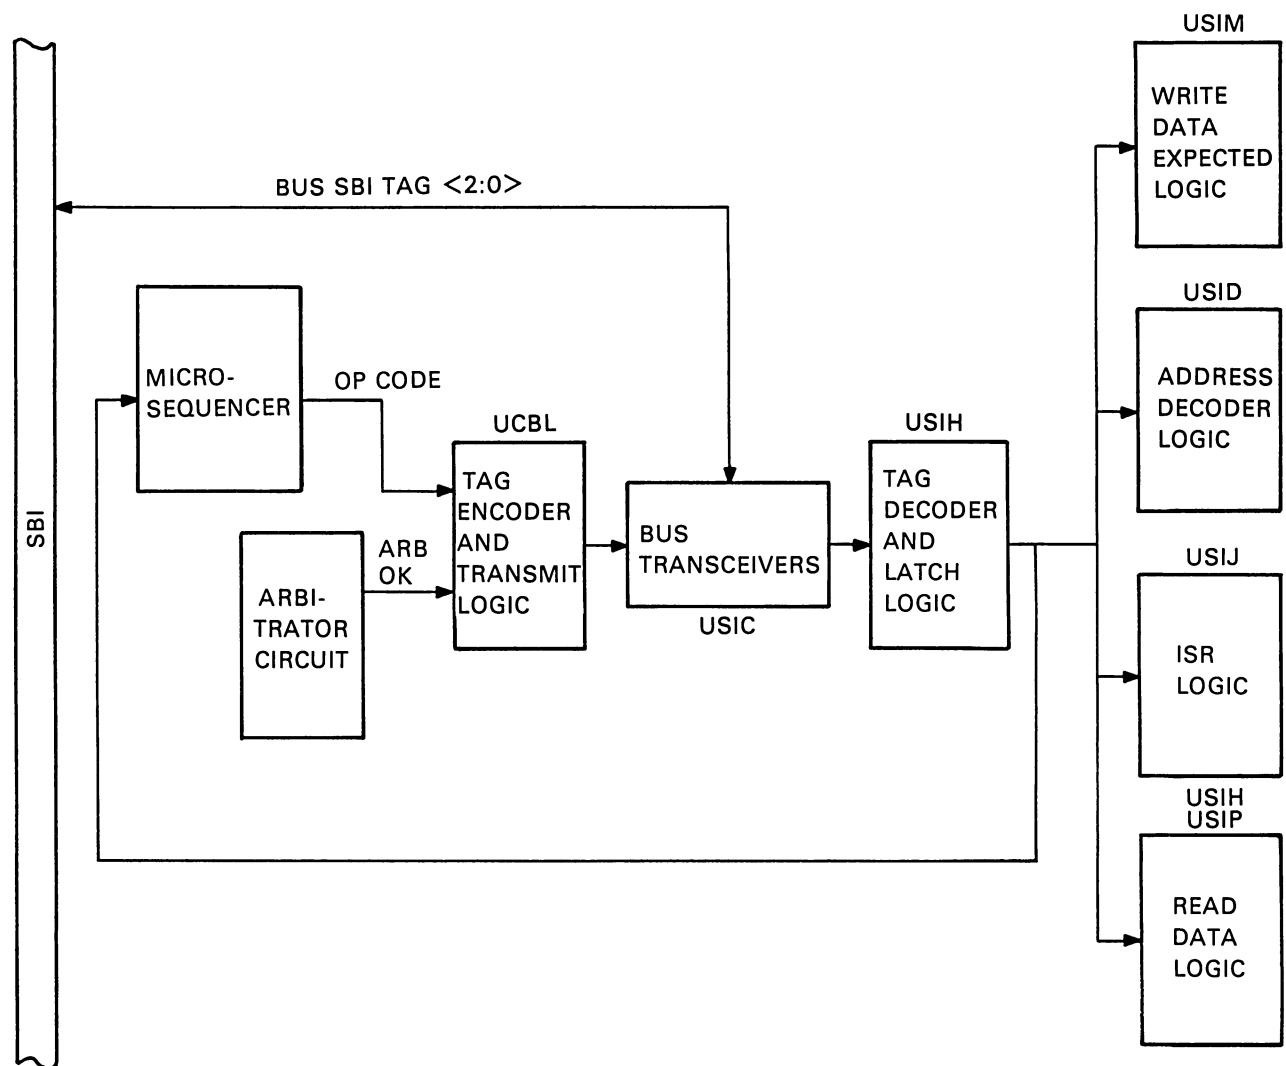 USIM
WRITE
DATA
EXPECTED
LOGIC
BUS SBI TAG <2:0>
USID
ADDRESS
DECODER
LOGIC
MICRO-
SEQUENCER
OP CODE
UCBL
TAG
ENCODER
AND
TRANSMIT
LOGIC
ARB
OK
ARBI-
TRATOR
CIRCUIT
BUS
TRANSCEIVERS
USIC
USIH
TAG
DECODER
AND
LATCH
LOGIC
SBI
USIJ
ISR
LOGIC
USIH
USIP
READ
DATA
LOGIC